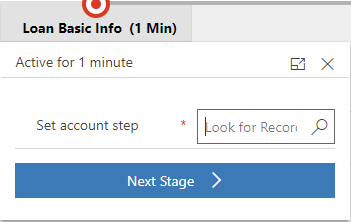 Loan Basic Info (1 Min)
Active for 1 minute
Set account step * Look for Recor
Next Stage